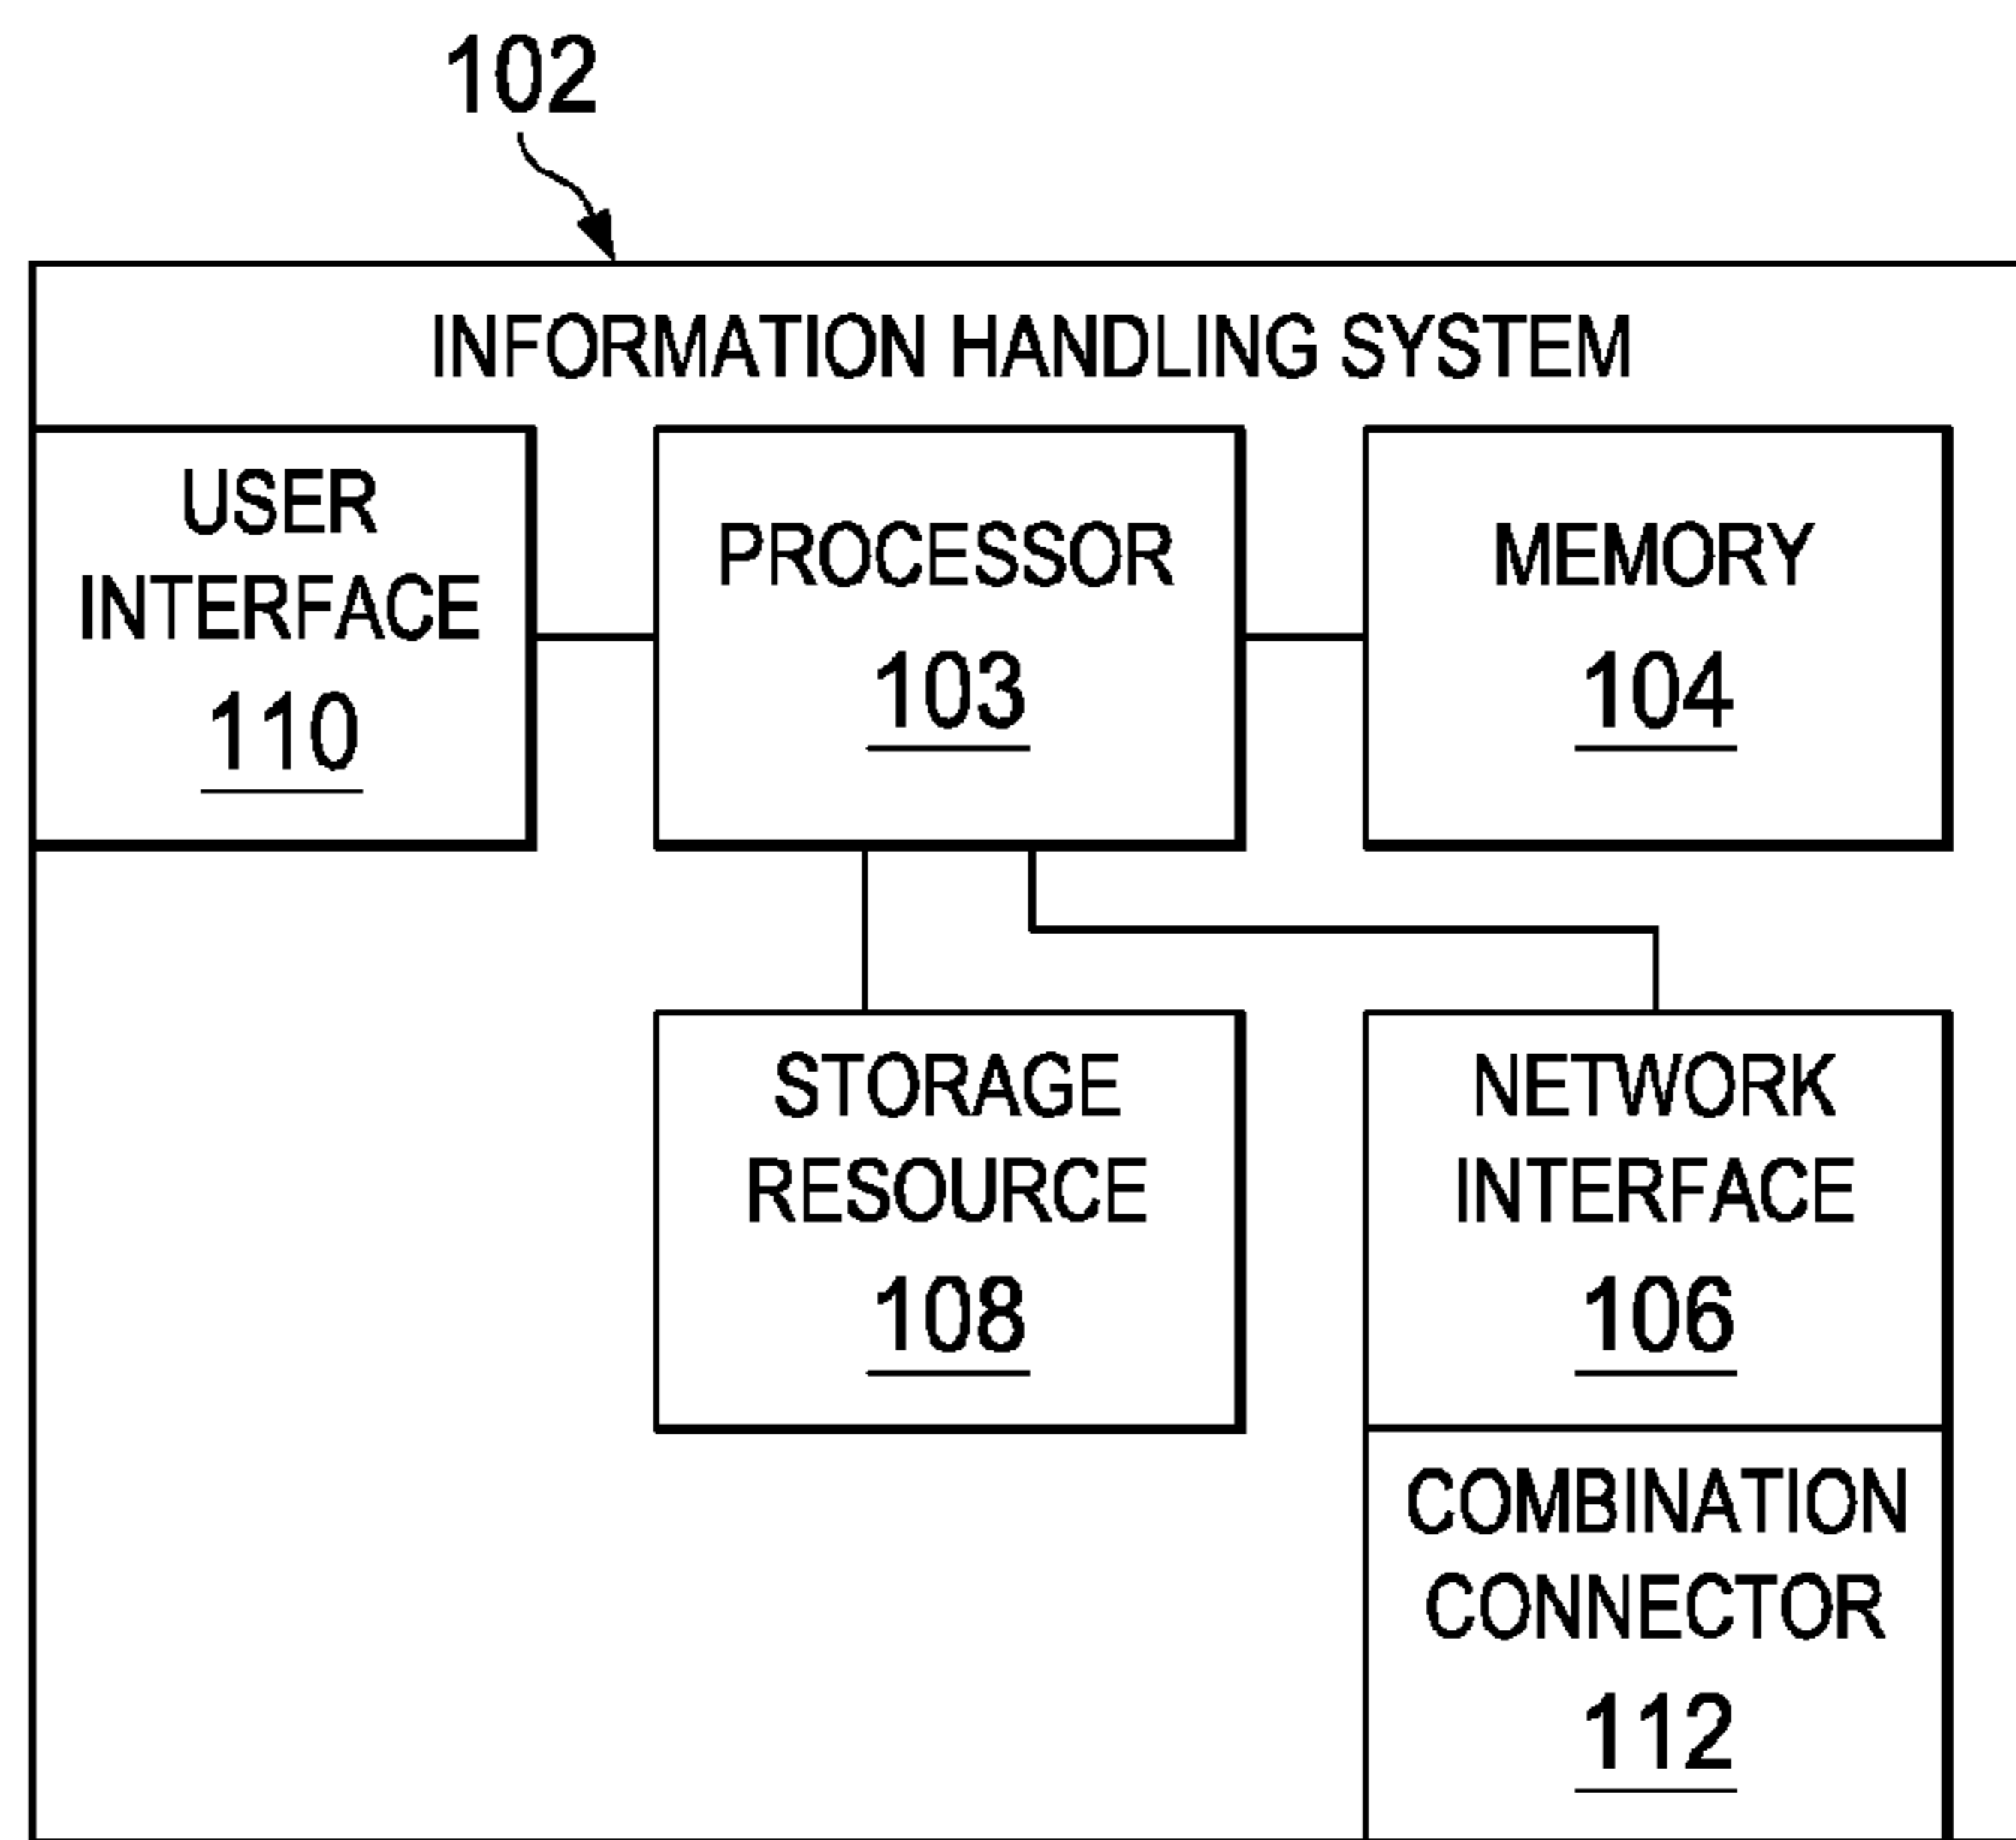 102
INFORMATION HANDLING SYSTEM
USER
INTERFACE
110
PROCESSOR
103
MEMORY
104
STORAGE
RESOURCE
108
NETWORK
INTERFACE
106
COMBINATION
CONNECTOR
112